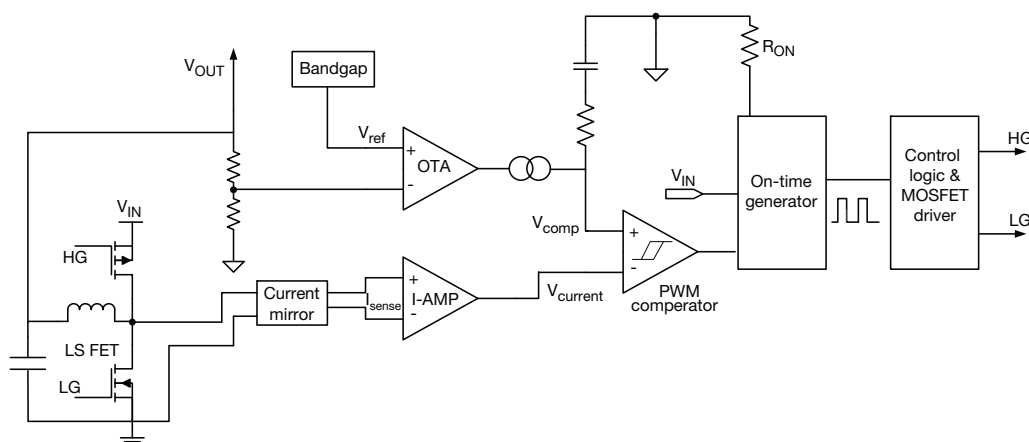 V_OUT
Bandgap
V_ref
+
OTA
-
R_ON
V_IN
On-time
generator
Control
logic &
MOSFET
driver
HG
LG
V_comp
+
-
PWM
comperator
V_IN
HG
LS FET
LG
Current
mirror
I_sense
+
I-AMP
-
V_current